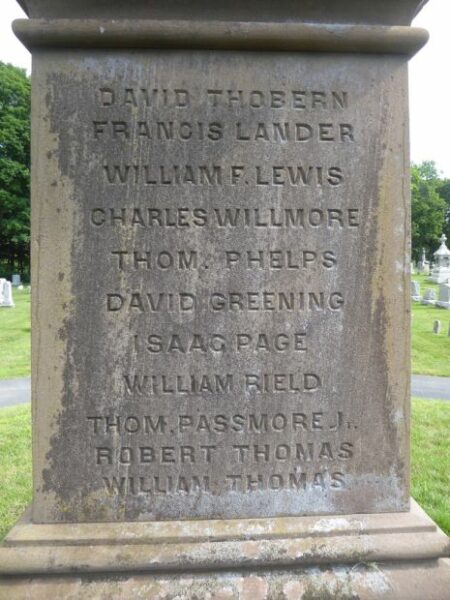 DAVID THOBERN
FRANCIS LANDER
WILLIAM F. LEWIS
CHARLES WILLMORE
THOM. PHELPS
DAVID GREENING
ISAAC PAGE
WILLIAM RIELD
THOM. PASSMORE J..
ROBERT THOMAS
WILLIAM THOMAS